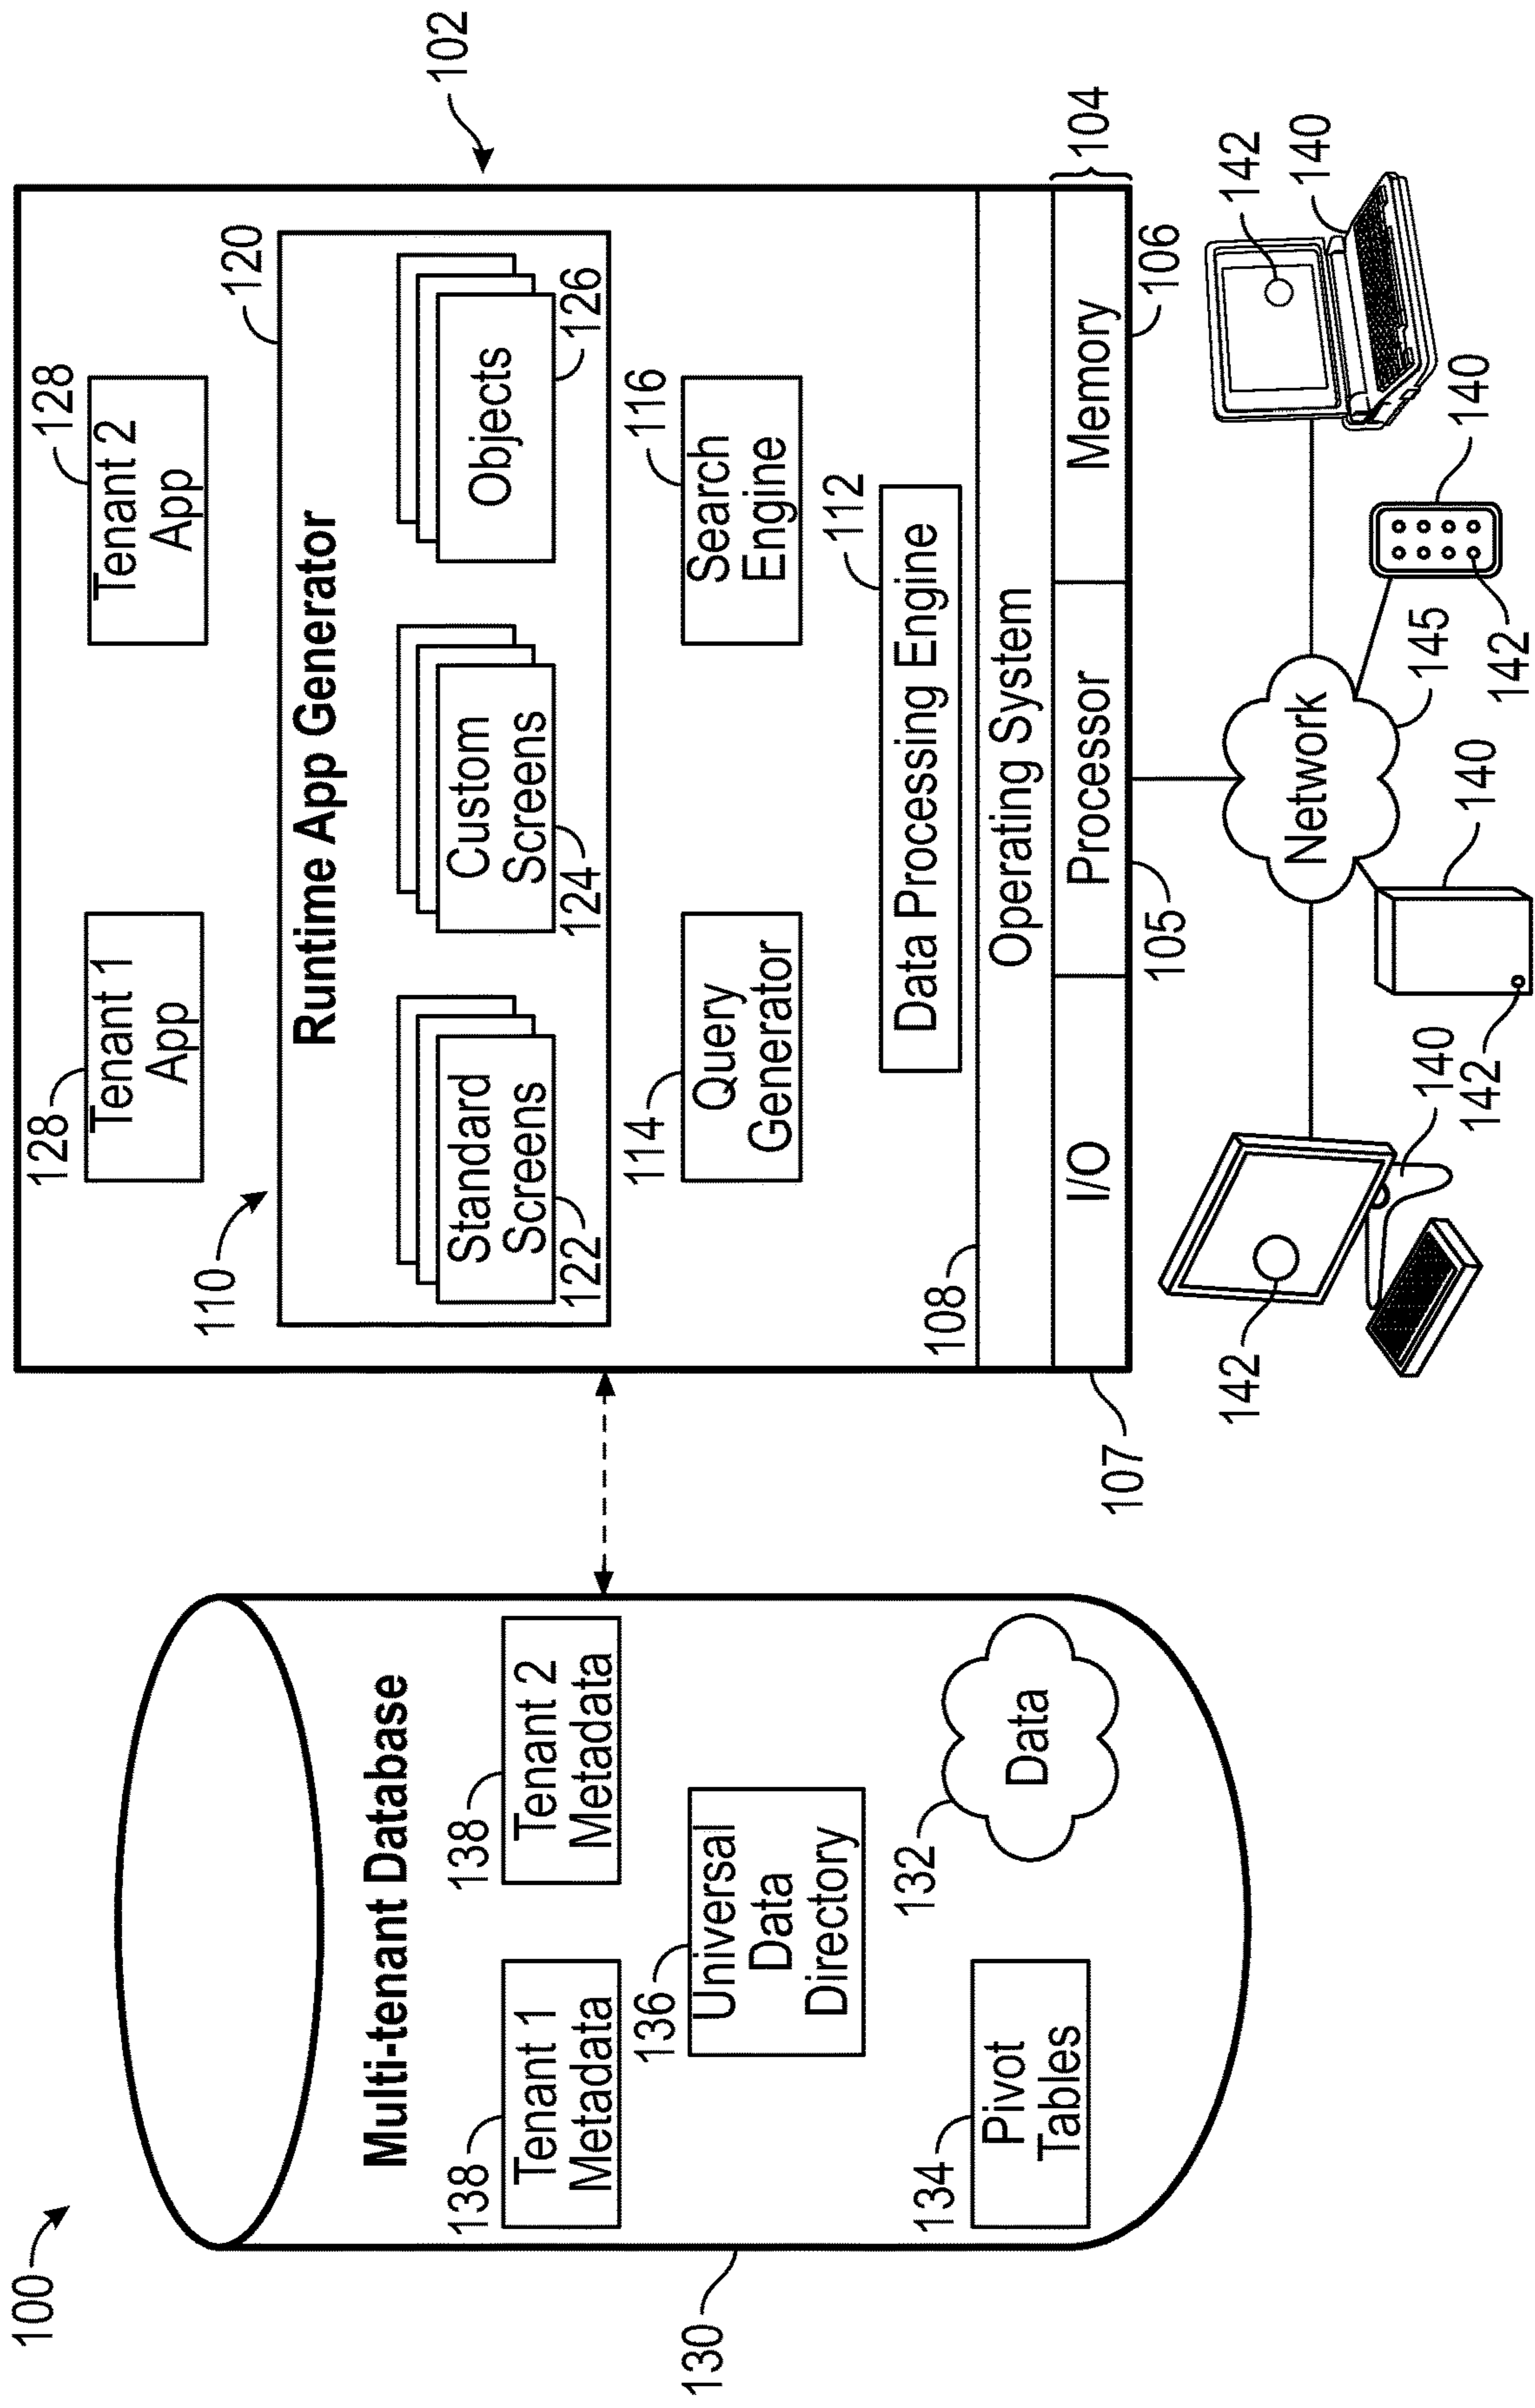 100
102
128
Tenant 1
App
128
Tenant 2
App
110
120
Runtime App Generator
Standard
Screens
122
Custom
Screens
124
Objects
126
114
Query
Generator
116
Search
Engine
112
Data Processing Engine
108
Operating System
I/O
Processor
Memory
104
107
105
106
130
Multi-tenant Database
138
Tenant 1
Metadata
138
Tenant 2
Metadata
136
Universal
Data
Directory
134
Pivot
Tables
132
Data
Network
145
142
140
142
140
142
140
142
140